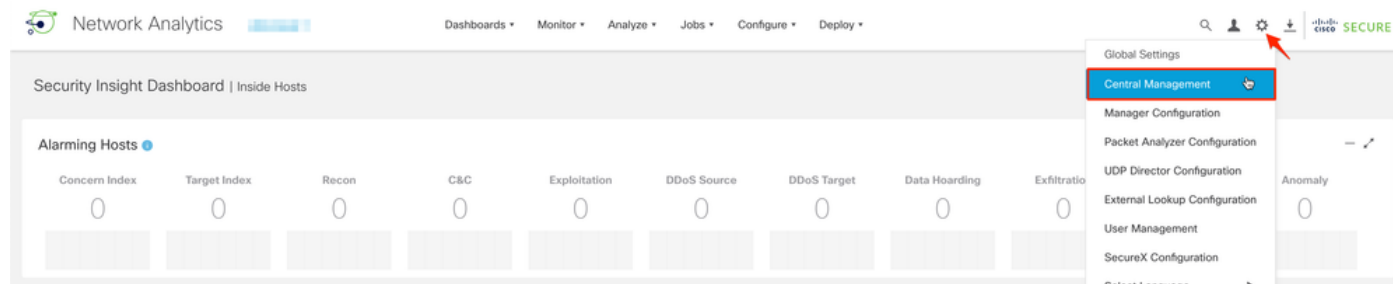 Network Analytics
Dashboards Monitor Analyze Jobs Configure Deploy
CISCO SECURE
Global Settings
Security Insight Dashboard | Inside Hosts
Central Management
Manager Configuration
Alarming Hosts
Packet Analyzer Configuration
UDP Director Configuration
Concern Index Target Index Recon C&C Exploitation DDoS Source DDoS Target Data Hoarding Exfiltratio Anomaly
External Lookup Configuration
0 0 0 0 0 0 0 0 0 0
User Management
SecureX Configuration
Select Language